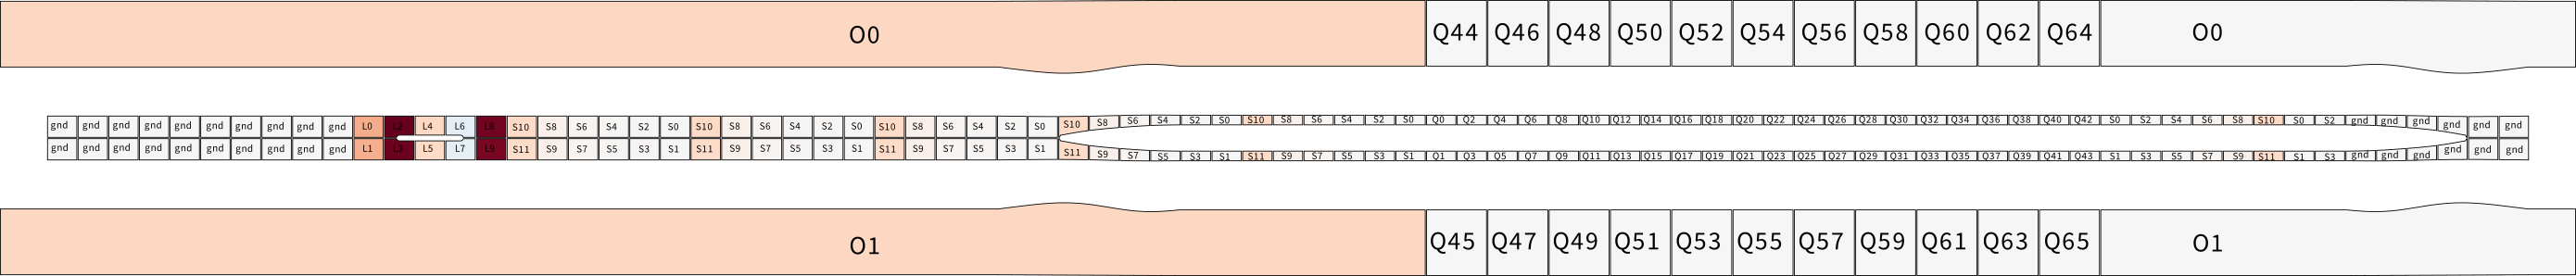 O0 Q44 Q46 Q48 Q50 Q52 Q54 Q56 Q58 Q60 Q62 Q64 O0
gnd gnd gnd gnd gnd gnd gnd gnd gnd gnd L0 L2 L4 L6 L8 S10 S8 S6 S4 S2 S0 S10 S8 S6 S4 S2 S0 S10 S8 S6 S4 S2 S0 S10 S8 S6 S4 S2 S0 S10 S8 S6 S4 S2 S0 Q0 Q2 Q4 Q6 Q8 Q10 Q12 Q14 Q16 Q18 Q20 Q22 Q24 Q26 Q28 Q30 Q32 Q34 Q36 Q38 Q40 Q42 S0 S2 S4 S6 S8 S10 S0 S2 gnd gnd gnd gnd gnd gnd
gnd gnd gnd gnd gnd gnd gnd gnd gnd gnd L1 L3 L5 L7 L9 S11 S9 S7 S5 S3 S1 S11 S9 S7 S5 S3 S1 S11 S9 S7 S5 S3 S1 S11 S9 S7 S5 S3 S1 S11 S9 S7 S5 S3 S1 Q1 Q3 Q5 Q7 Q9 Q11 Q13 Q15 Q17 Q19 Q21 Q23 Q25 Q27 Q29 Q31 Q33 Q35 Q37 Q39 Q41 Q43 S1 S3 S5 S7 S9 S11 S1 S3 gnd gnd gnd gnd gnd gnd
O1 Q45 Q47 Q49 Q51 Q53 Q55 Q57 Q59 Q61 Q63 Q65 O1